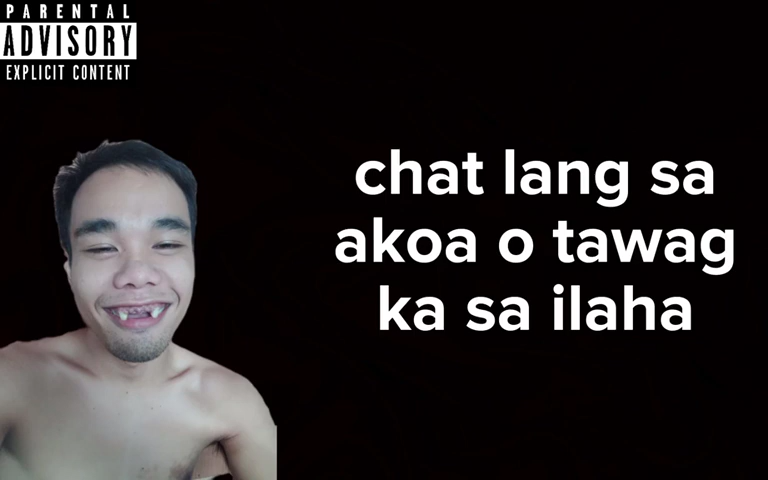 PARENTAL
ADVISORY
EXPLICIT CONTENT
chat lang sa
akoa o tawag
ka sa ilaha